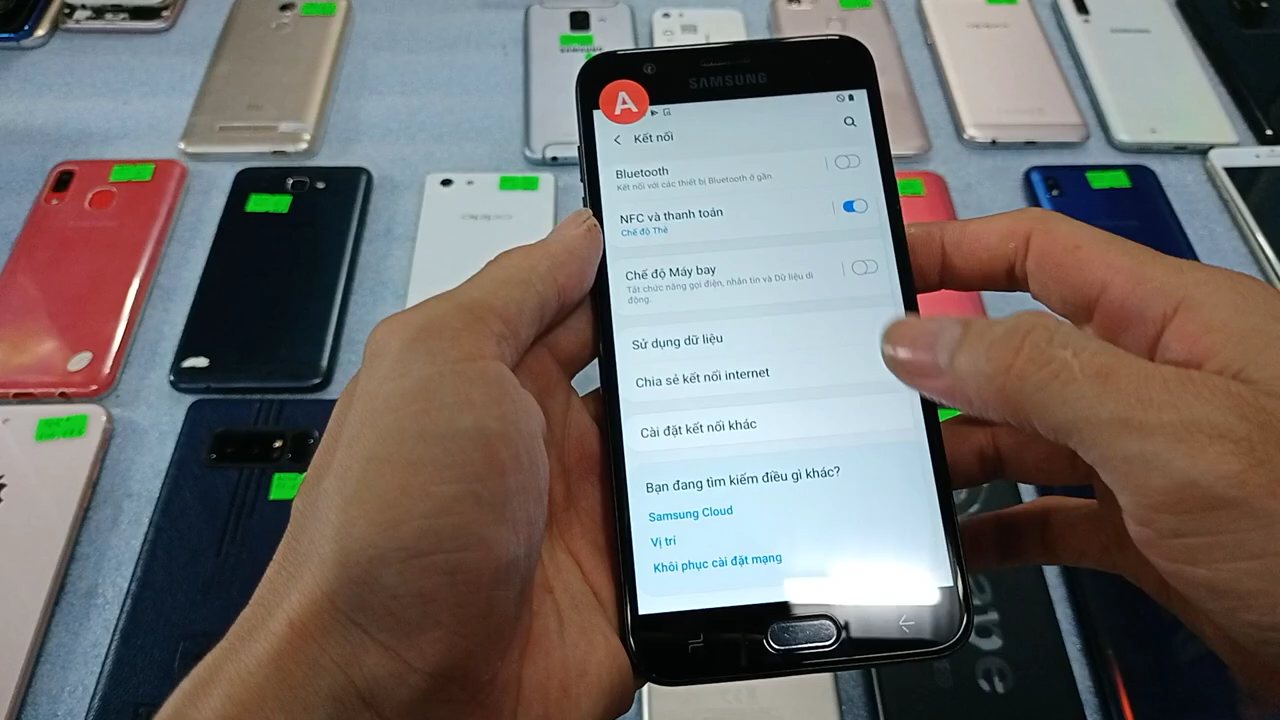 SAMSUNG
A
Kết nối
Bluetooth
Kết nối với các thiết bị Bluetooth ở gần.
NFC và thanh toán
Chế độ Thẻ
Chế độ Máy bay
Tắt chức năng gọi điện, nhắn tin và Dữ liệu di
động.
Sử dụng dữ liệu
Chia sẻ kết nối internet
Cài đặt kết nối khác
Bạn đang tìm kiếm điều gì khác?
Samsung Cloud
Vị trí
Khôi phục cài đặt mạng